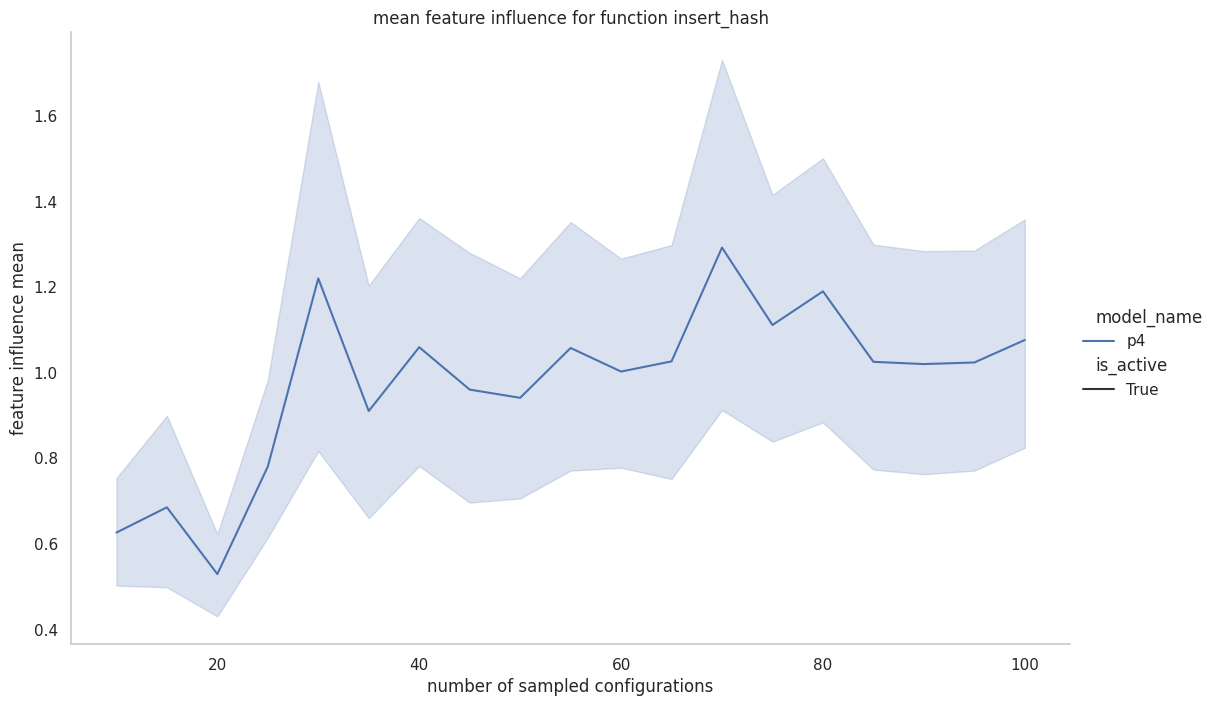 mean feature influence for function insert_hash
feature influence mean
1.6
1.4
1.2
1.0
0.8
0.6
0.4
20
40
60
80
100
number of sampled configurations
model_name
p4
is_active
True